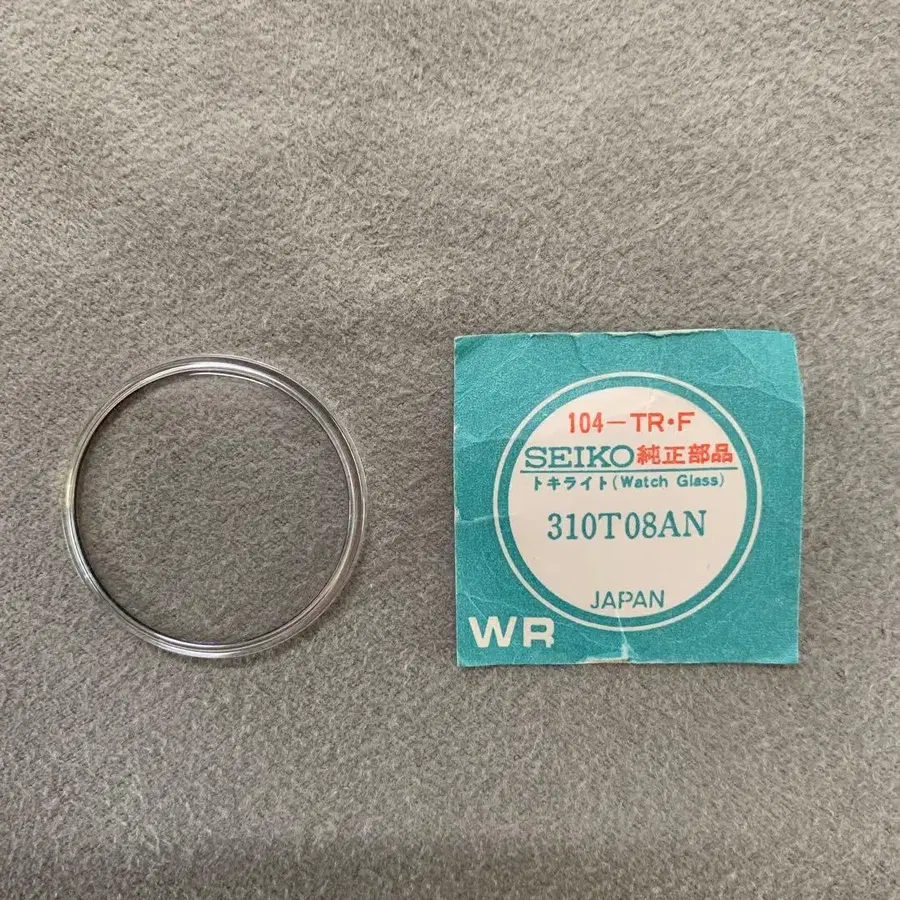 104-TR・F
SEIKO 純正部品
トキライト(Watch Glass)
310T08AN
JAPAN
WR